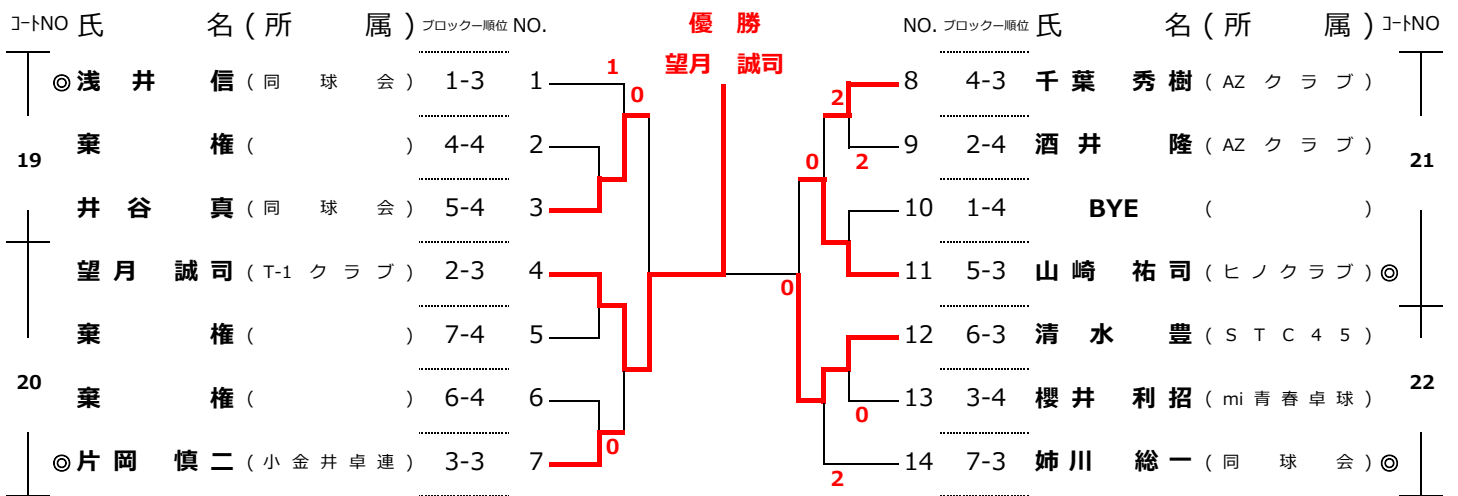 コートNO 氏 名(所 属) ブロック－順位 NO. 優 勝 NO. ブロック－順位 氏 名(所 属) コートNO
望月 誠司
◎ 浅 井 信 (同 球 会) 1-3 1 1 8 4-3 千 葉 秀 樹 (AZ ク ラ ブ)
0 2
棄 権 ( ) 4-4 2 9 2-4 酒 井 隆 (AZ ク ラ ブ)
19 0 2 21
井 谷 真 (同 球 会) 5-4 3 10 1-4 BYE ( )
望 月 誠 司 (T-1 ク ラ ブ) 2-3 4 11 5-3 山 崎 祐 司 (ヒ ノ ク ラ ブ) ◎
0
棄 権 ( ) 7-4 5 12 6-3 清 水 豊 (S T C 4 5)
20 22
棄 権 ( ) 6-4 6 13 3-4 櫻 井 利 招 (mi 青 春 卓 球)
0
0
◎ 片 岡 慎 二 (小 金 井 卓 連) 3-3 7 14 7-3 姉 川 総 一 (同 球 会) ◎
2